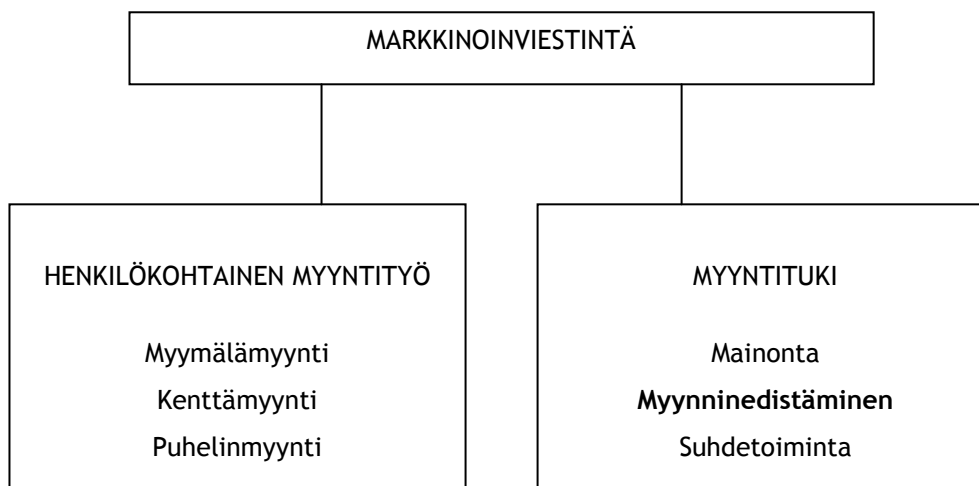 MARKKINOINVIESTINTÄ
HENKILÖKOHTAINEN MYYNTITYÖ
Myymälämyynti
Kenttämyynti
Puhelinmyynti
MYYNTITUKI
Mainonta
Myynninedistäminen
Suhdetoiminta